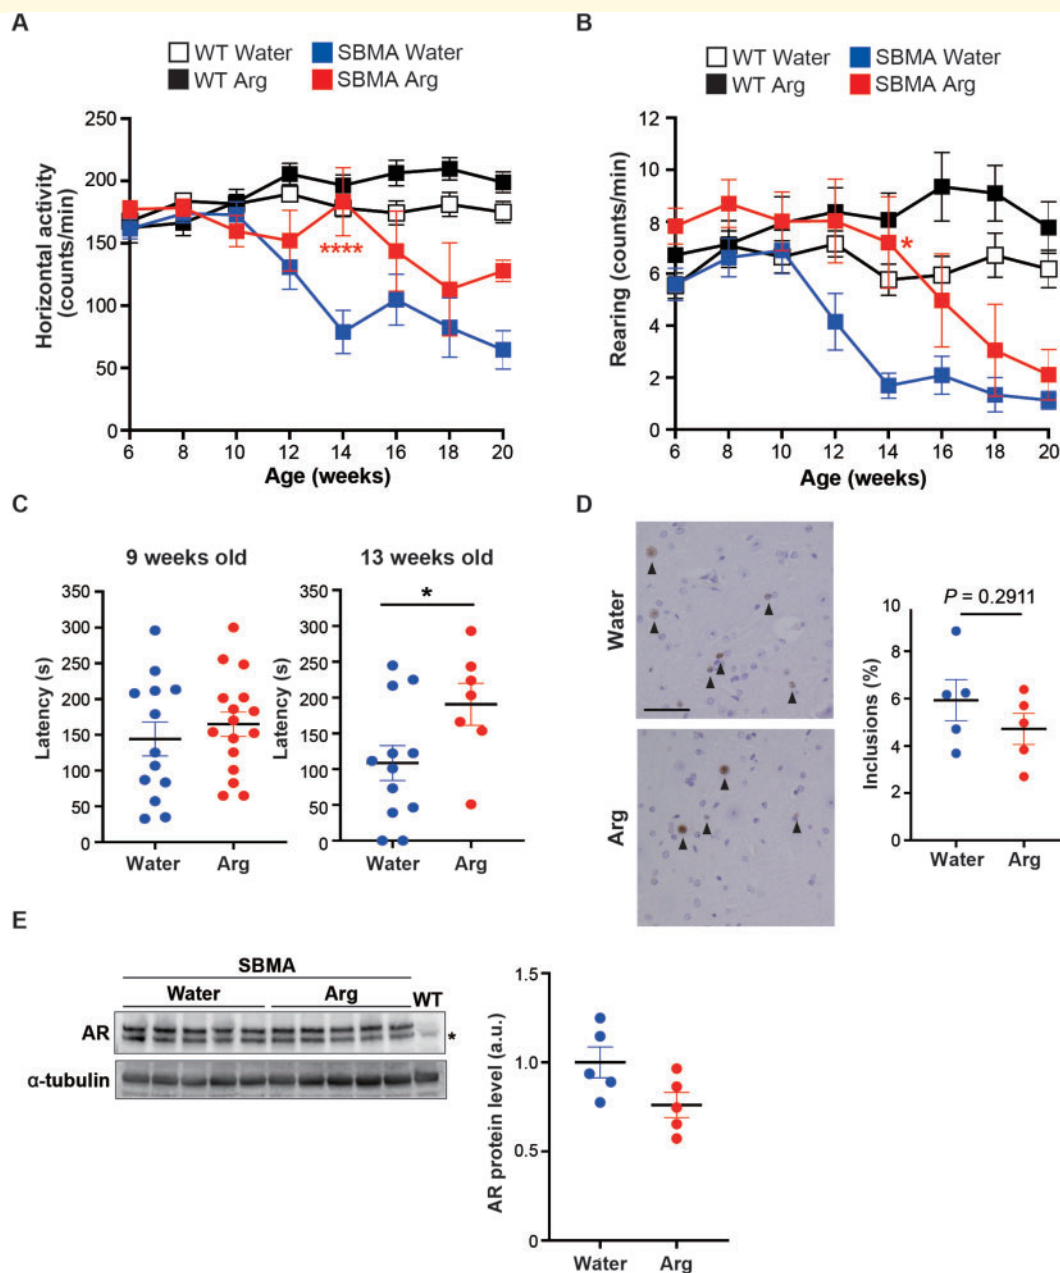 A
WT Water SBMA Water
WT Arg SBMA Arg
Horizontal activity
(counts/min)
250
200
150
100
50
0
****
6 8 10 12 14 16 18 20
Age (weeks)
B
WT Water SBMA Water
WT Arg SBMA Arg
Rearing (counts/min)
12
10
8
6
4
2
0
*
6 8 10 12 14 16 18 20
Age (weeks)
C
9 weeks old
Latency (s)
350
300
250
200
150
100
50
0
Water Arg
13 weeks old
Latency (s)
350
300
250
200
150
100
50
0
*
Water Arg
D
Water
Arg
P = 0.2911
Inclusions (%)
10
8
6
4
2
0
Water Arg
E
SBMA
Water Arg WT
AR
*
α-tubulin
AR protein level (a.u.)
1.5
1.0
0.5
0
Water Arg